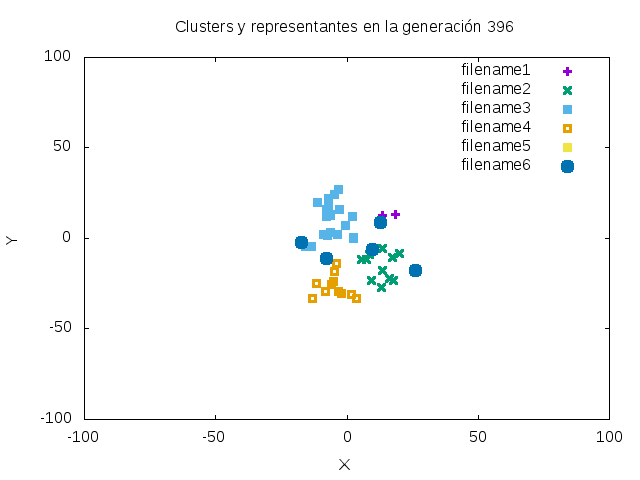 Clusters y representantes en la generación 396
100
50
0
-50
-100
-100
-50
0
50
100
Y
X
filename1
filename2
filename3
filename4
filename5
filename6